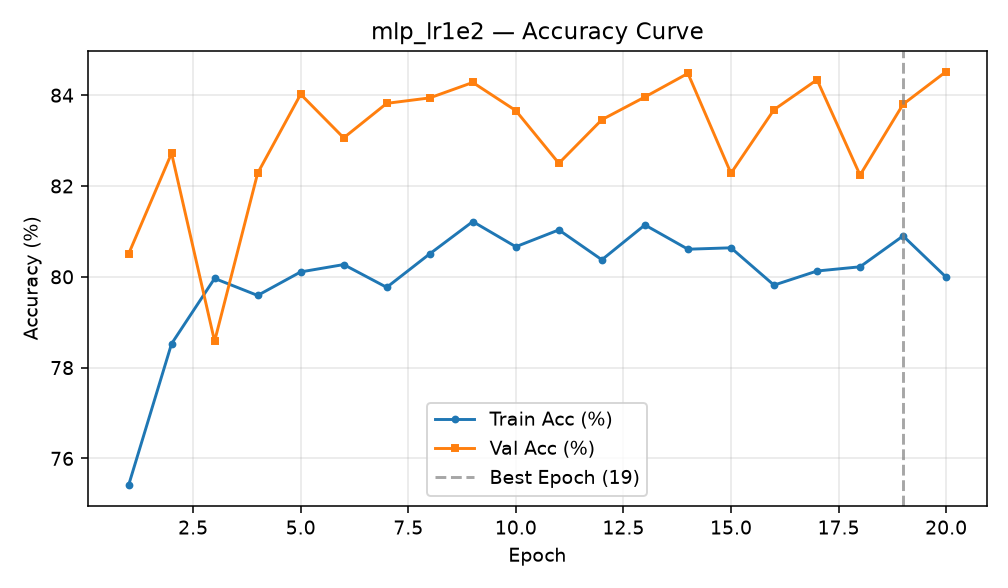 mlp_lr1e2 — Accuracy Curve
Accuracy (%)
84
82
80
78
76
Train Acc (%)
Val Acc (%)
Best Epoch (19)
2.5 5.0 7.5 10.0 12.5 15.0 17.5 20.0
Epoch